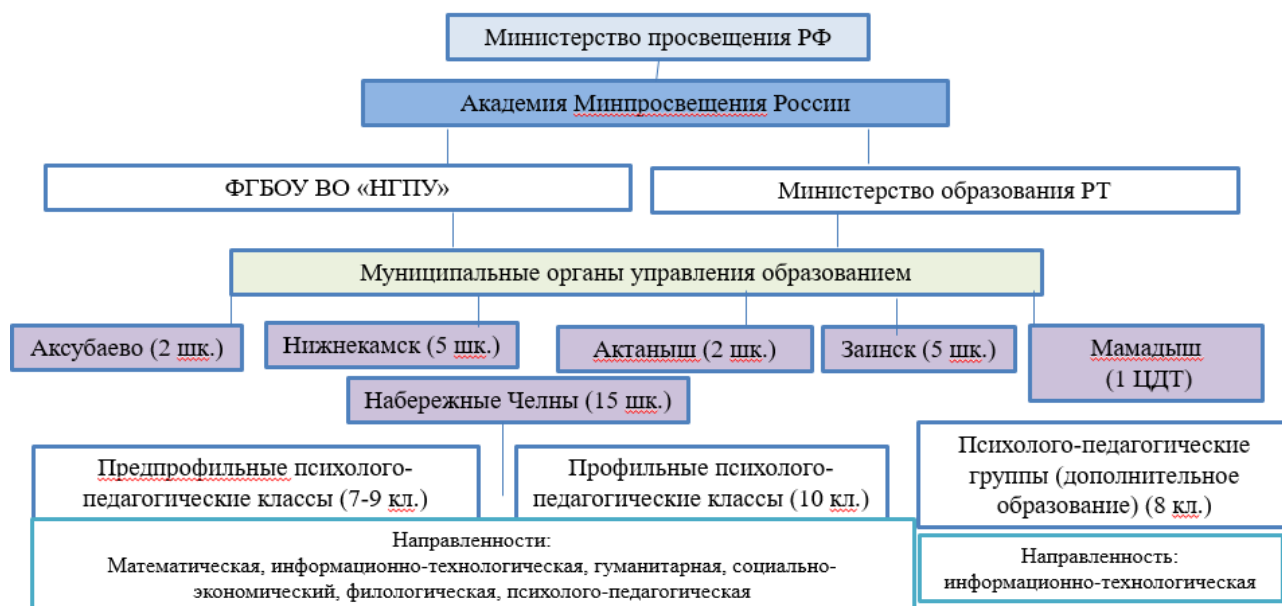 Министерство просвещения РФ
Академия Минпросвещения России
ФГБОУ ВО «НГПУ»
Министерство образования РТ
Муниципальные органы управления образованием
Аксубаево (2 шк.)
Нижнекамск (5 шк.)
Актаныш (2 шк.)
Заинск (5 шк.)
Мамадыш
(1 ЦДТ)
Набережные Челны (15 шк.)
Предпрофильные психолого-
педагогические классы (7-9 кл.)
Профильные психолого-
педагогические классы (10 кл.)
Психолого-педагогические
группы (дополнительное
образование) (8 кл.)
Направленности:
Математическая, информационно-технологическая, гуманитарная, социально-
экономический, филологическая, психолого-педагогическая
Направленность:
информационно-технологическая